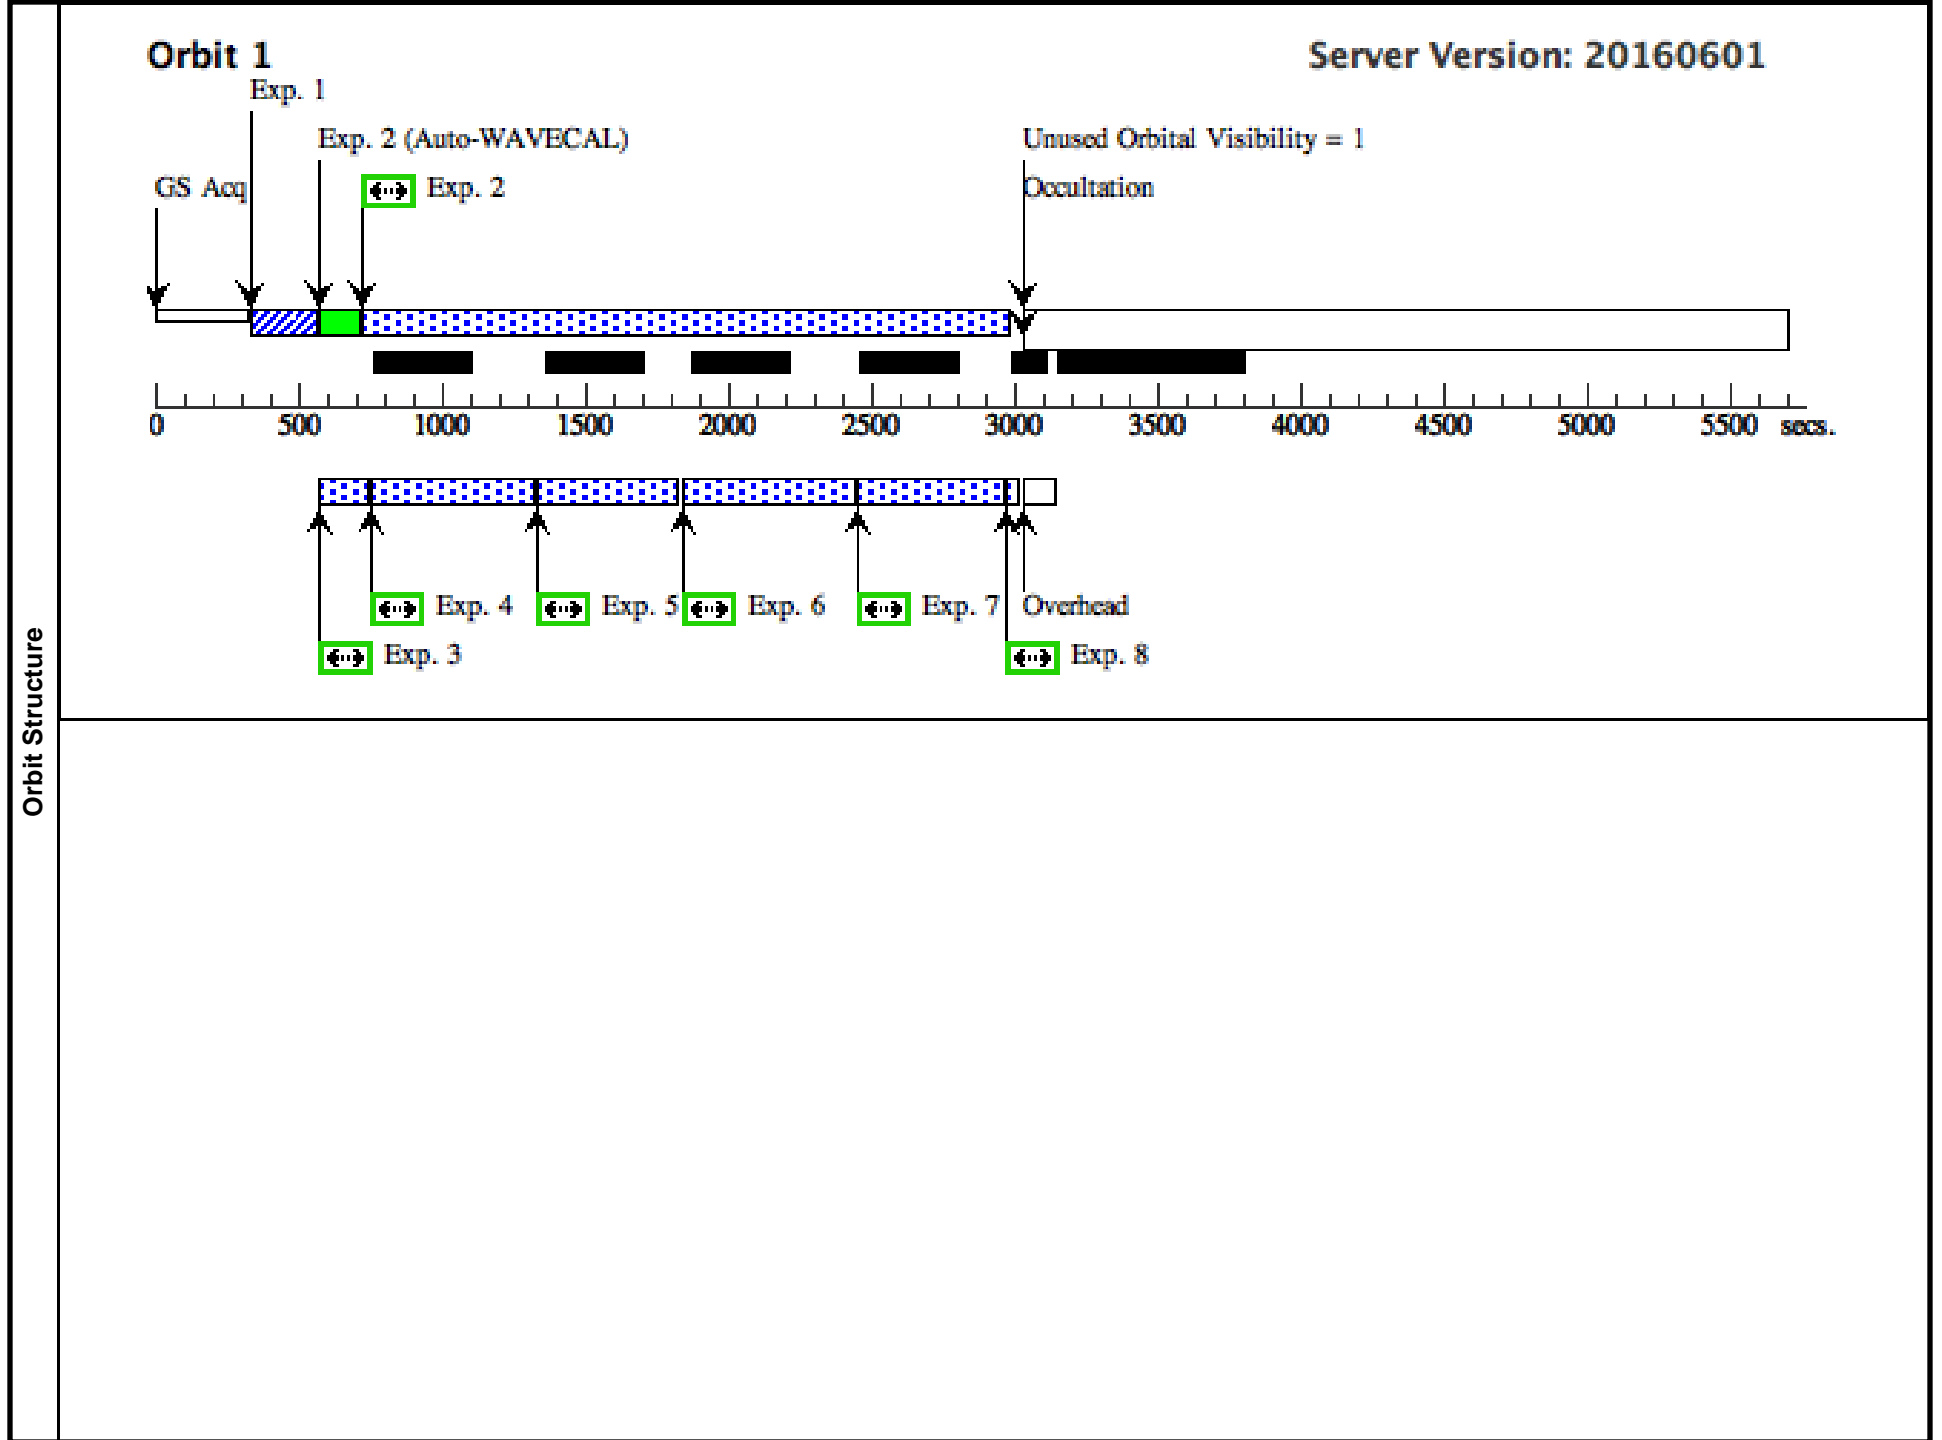 Orbit 1
Server Version: 20160601
Exp. 1
Exp. 2 (Auto-WAVECAL)
Unused Orbital Visibility = 1
GS Acq
Exp. 2
Occultation
0 500 1000 1500 2000 2500 3000 3500 4000 4500 5000 5500 secs.
Exp. 4
Exp. 5
Exp. 6
Exp. 7
Overhead
Exp. 3
Exp. 8
Orbit Structure